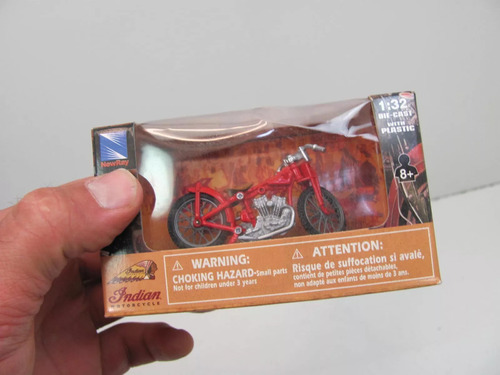 1:32
DIE-CAST
WITH
PLASTIC
NewRay
8+
WARNING:
CHOKING HAZARD-Small parts
Not for children under 3 years
ATTENTION:
Risque de suffocation si avalé,
contient de petites pièces détachables.
non adapté aux enfants de moins de 3 ans.
Indian
MOTORCYCLE